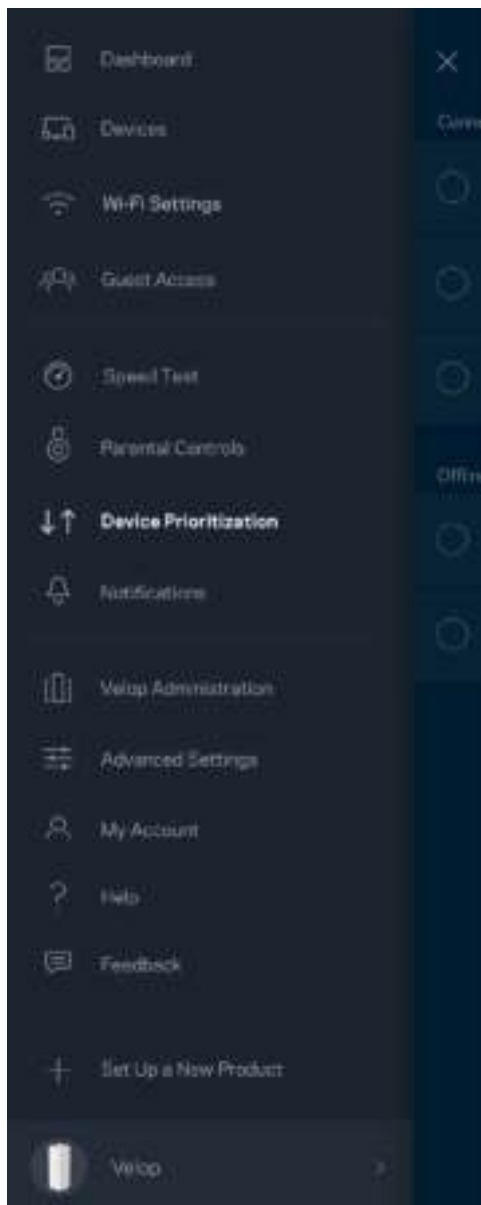 Dashboard
Devices
Wi-Fi Settings
Guest Access
Speed Test
Parental Controls
Device Prioritization
Notifications
Velop Administration
Advanced Settings
My Account
Help
Feedback
Set Up a New Product
Velop